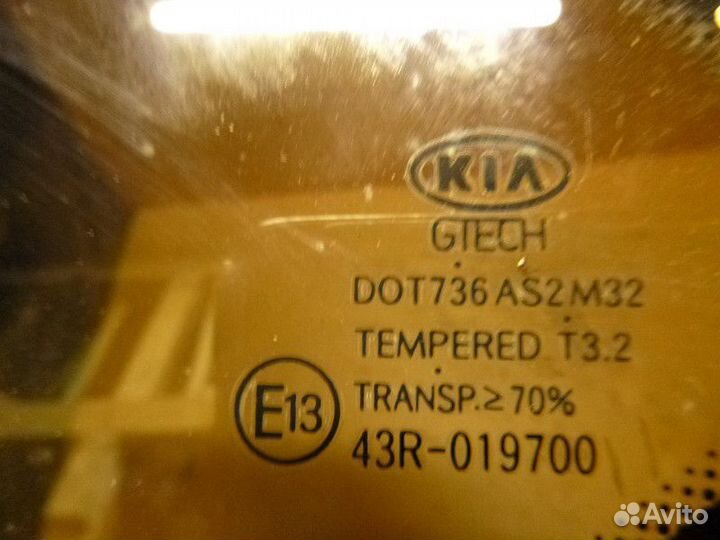 KIA
GTECH
DOT736 AS2 M32
TEMPERED T3.2
TRANSP.≥70%
E13
43R-019700
Avito